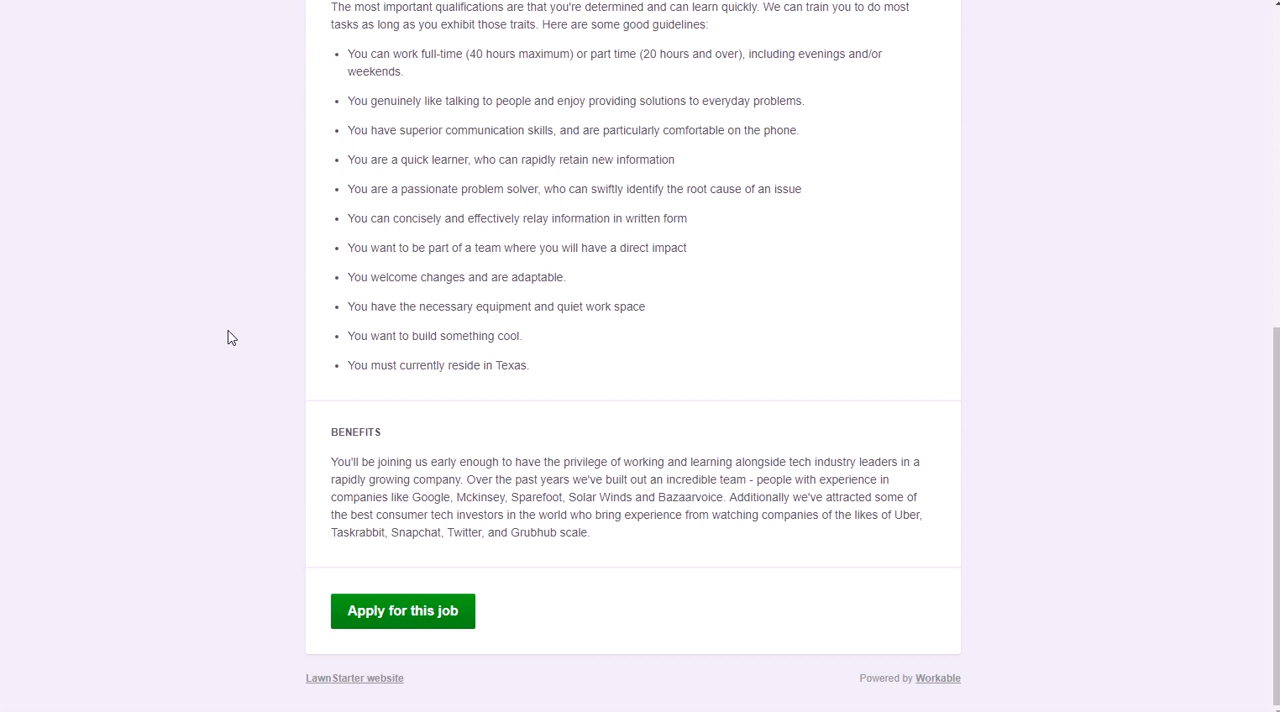 The most important qualifications are that you're determined and can learn quickly. We can train you to do most
tasks as long as you exhibit those traits. Here are some good guidelines:
• You can work full-time (40 hours maximum) or part time (20 hours and over), including evenings and/or
weekends.
• You genuinely like talking to people and enjoy providing solutions to everyday problems.
• You have superior communication skills, and are particularly comfortable on the phone.
• You are a quick learner, who can rapidly retain new information
• You are a passionate problem solver, who can swiftly identify the root cause of an issue
• You can concisely and effectively relay information in written form
• You want to be part of a team where you will have a direct impact
• You welcome changes and are adaptable.
• You have the necessary equipment and quiet work space
• You want to build something cool.
• You must currently reside in Texas.
BENEFITS
You'll be joining us early enough to have the privilege of working and learning alongside tech industry leaders in a
rapidly growing company. Over the past years we've built out an incredible team - people with experience in
companies like Google, Mckinsey, Sparefoot, Solar Winds and Bazaarvoice. Additionally we've attracted some of
the best consumer tech investors in the world who bring experience from watching companies of the likes of Uber,
Taskrabbit, Snapchat, Twitter, and Grubhub scale.
Apply for this job
LawnStarter website
Powered by Workable